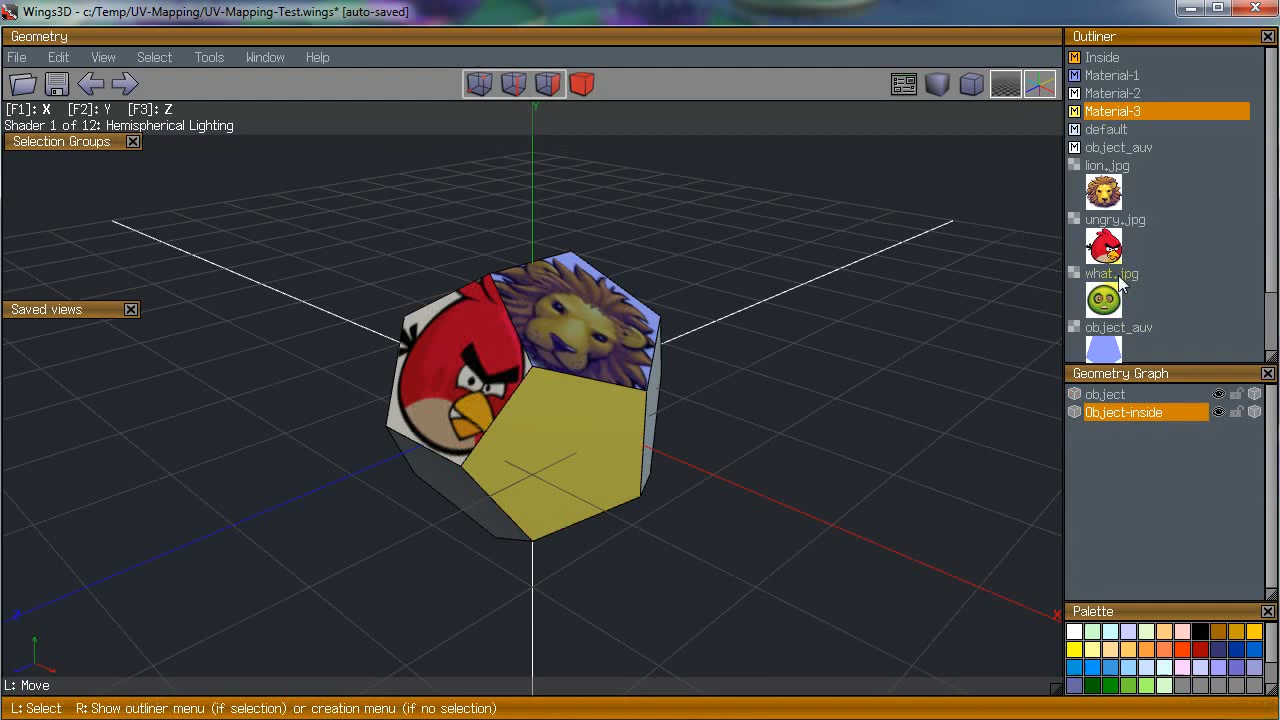 Wings3D - c:/Temp/UV-Mapping/UV-Mapping-Test.wings* [auto-saved]
Geometry
File Edit View Select Tools Window Help
[F1]: X [F2]: Y [F3]: Z
Shader 1 of 12: Hemispherical Lighting
Selection Groups
Saved views
Y
Z
X
L: Move
Outliner
M Inside
M Material-1
M Material-2
M Material-3
M default
M object_auv
lion.jpg
ungry.jpg
what.jpg
object_auv
Geometry Graph
object
Object-inside
Palette
L: Select R: Show outliner menu (if selection) or creation menu (if no selection)